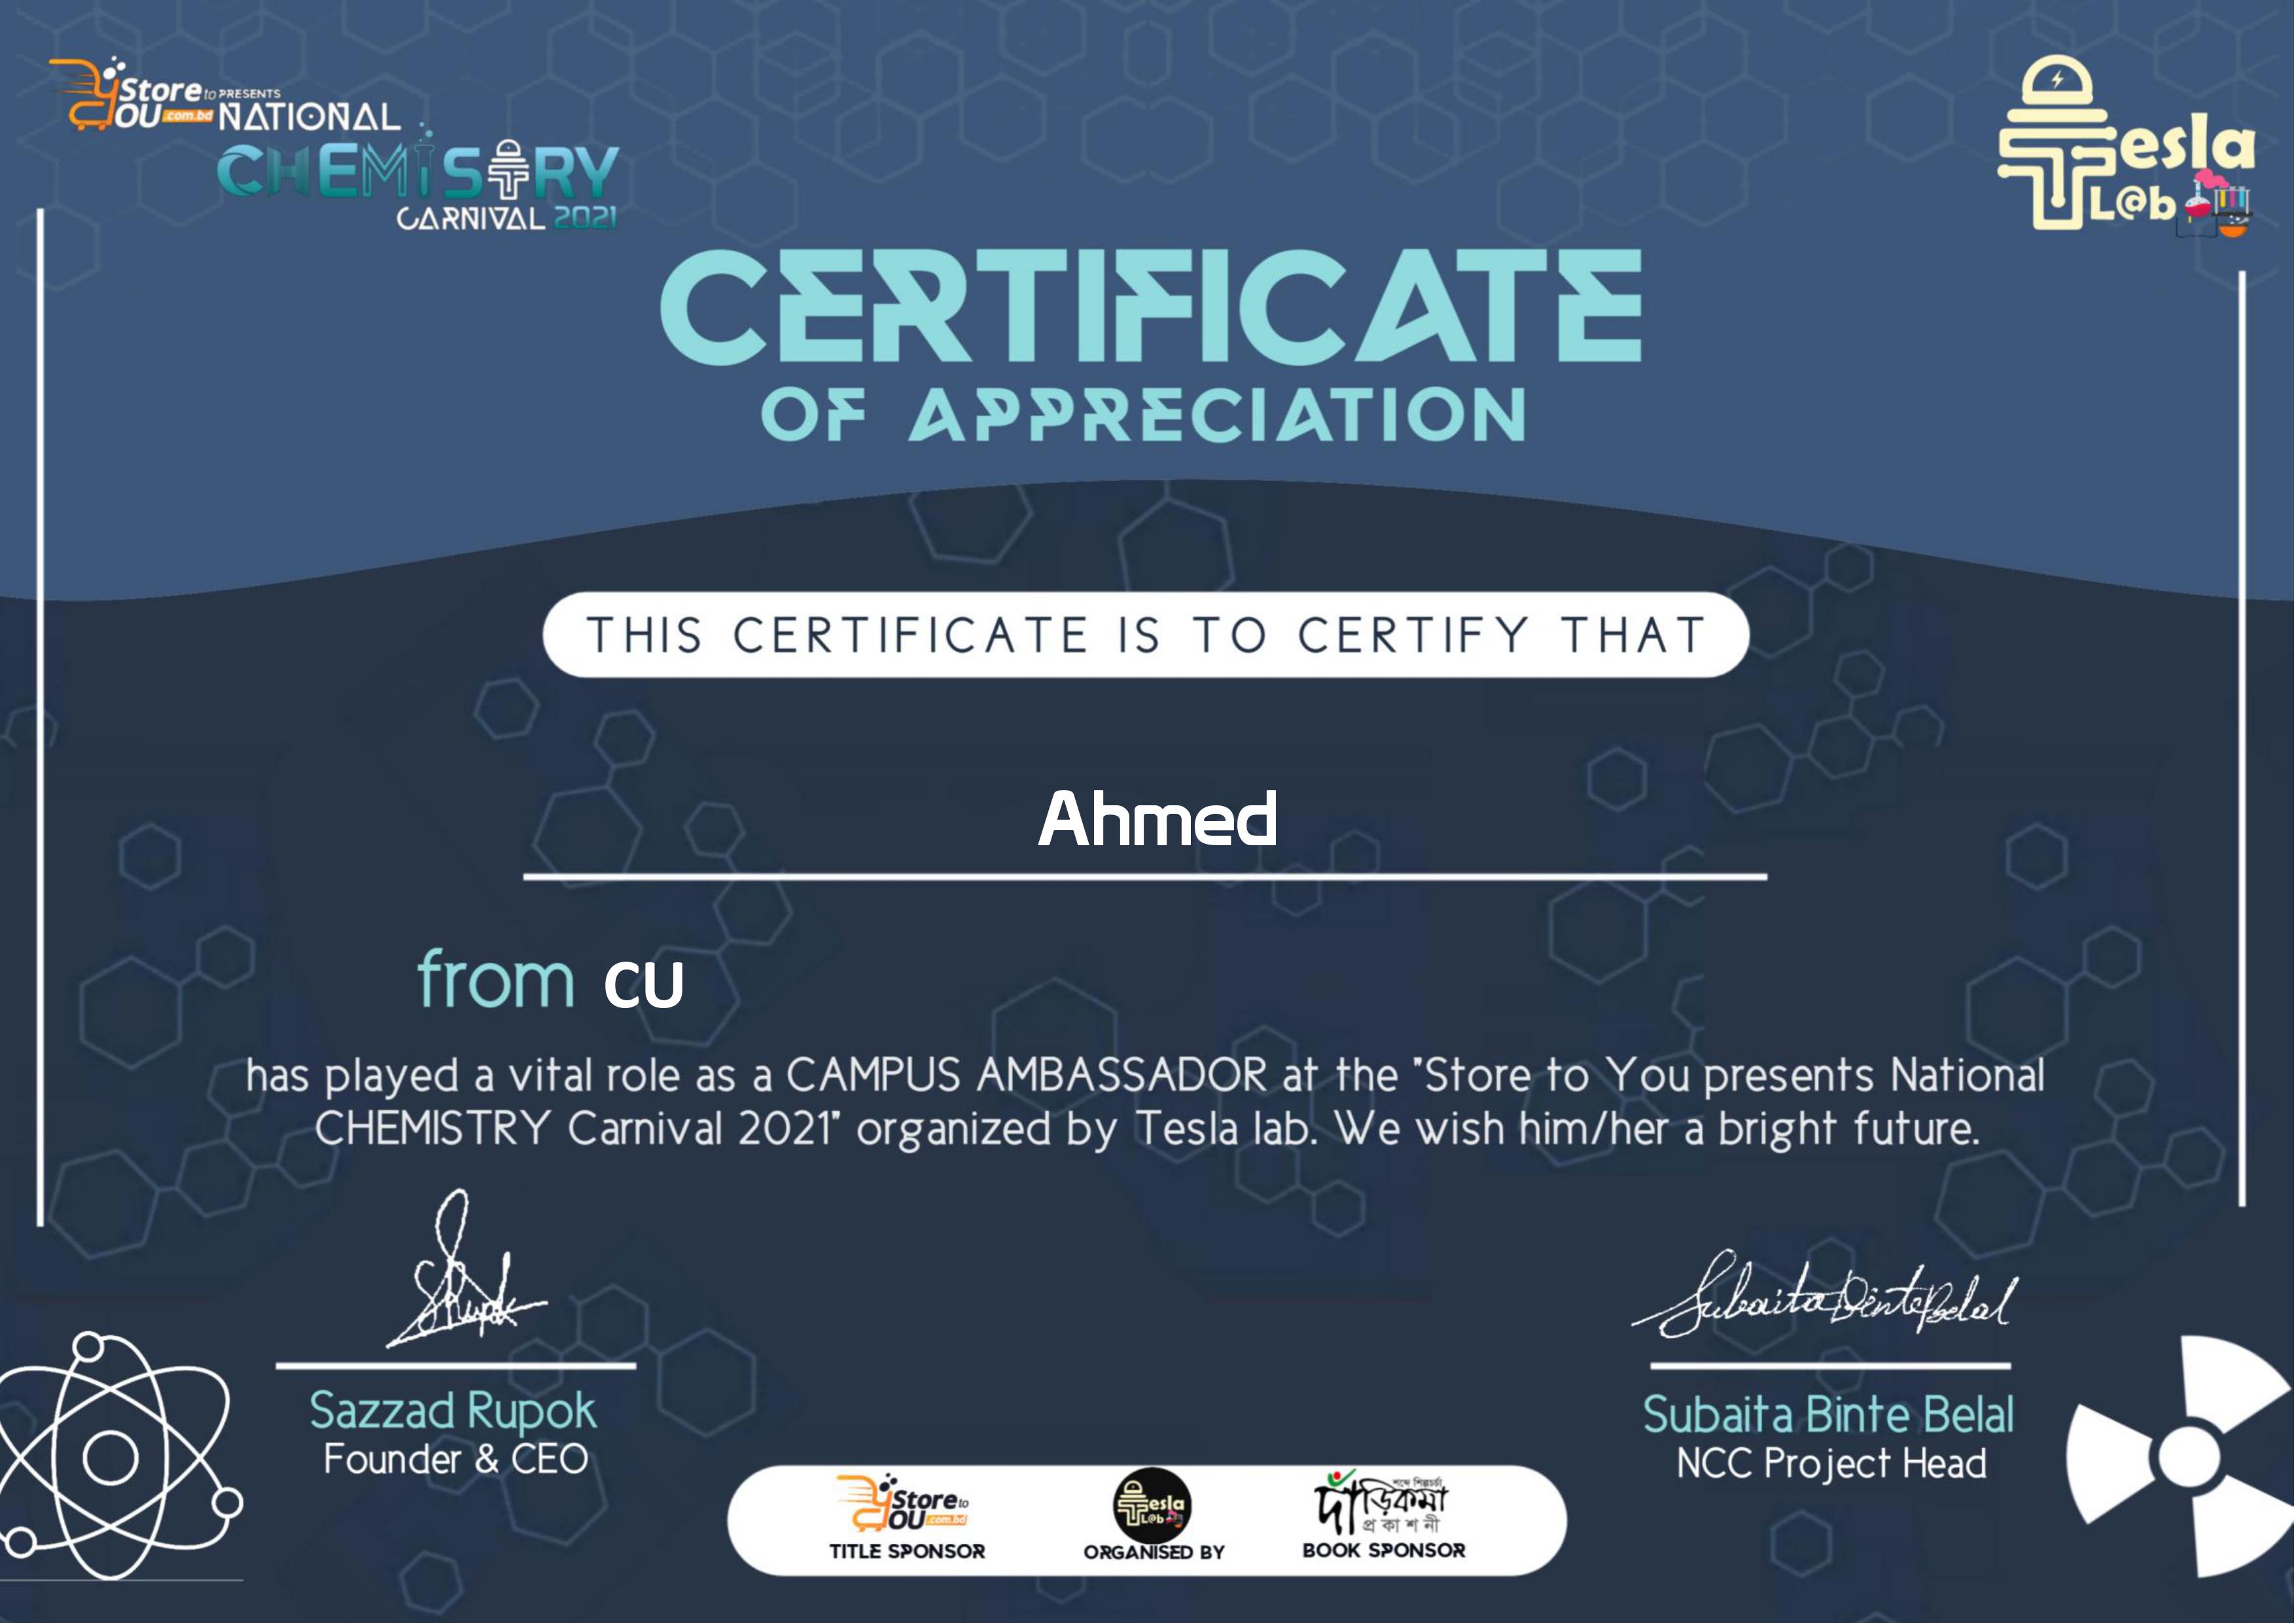 Store to PRESENTS
YOU .com.bd NATIONAL
CHEMISTRY
CARNIVAL 2021
Tesla
L@b
CERTIFICATE
OF APPRECIATION
THIS CERTIFICATE IS TO CERTIFY THAT
Ahmed
from CU
has played a vital role as a CAMPUS AMBASSADOR at the "Store to You presents National
CHEMISTRY Carnival 2021" organized by Tesla lab. We wish him/her a bright future.
Subaita Binte Belal
Sazzad Rupok
Founder & CEO
Subaita Binte Belal
NCC Project Head
Store to
YOU .com.bd
TITLE SPONSOR
Tesla
L@b
ORGANISED BY
শব্দে শিল্পচর্চা
দাঁড়িকমা
প্রকাশনী
BOOK SPONSOR